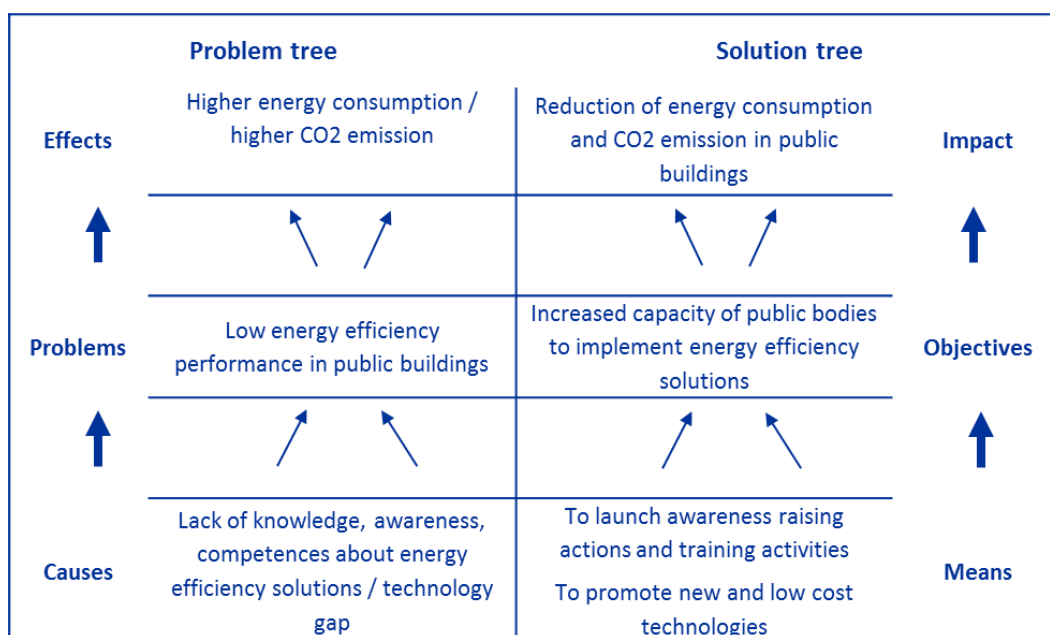 Problem tree
Solution tree
Effects
Higher energy consumption /
higher CO2 emission
Reduction of energy consumption
and CO2 emission in public
buildings
Impact
Problems
Low energy efficiency
performance in public buildings
Increased capacity of public bodies
to implement energy efficiency
solutions
Objectives
Causes
Lack of knowledge, awareness,
competences about energy
efficiency solutions / technology
gap
To launch awareness raising
actions and training activities
To promote new and low cost
technologies
Means